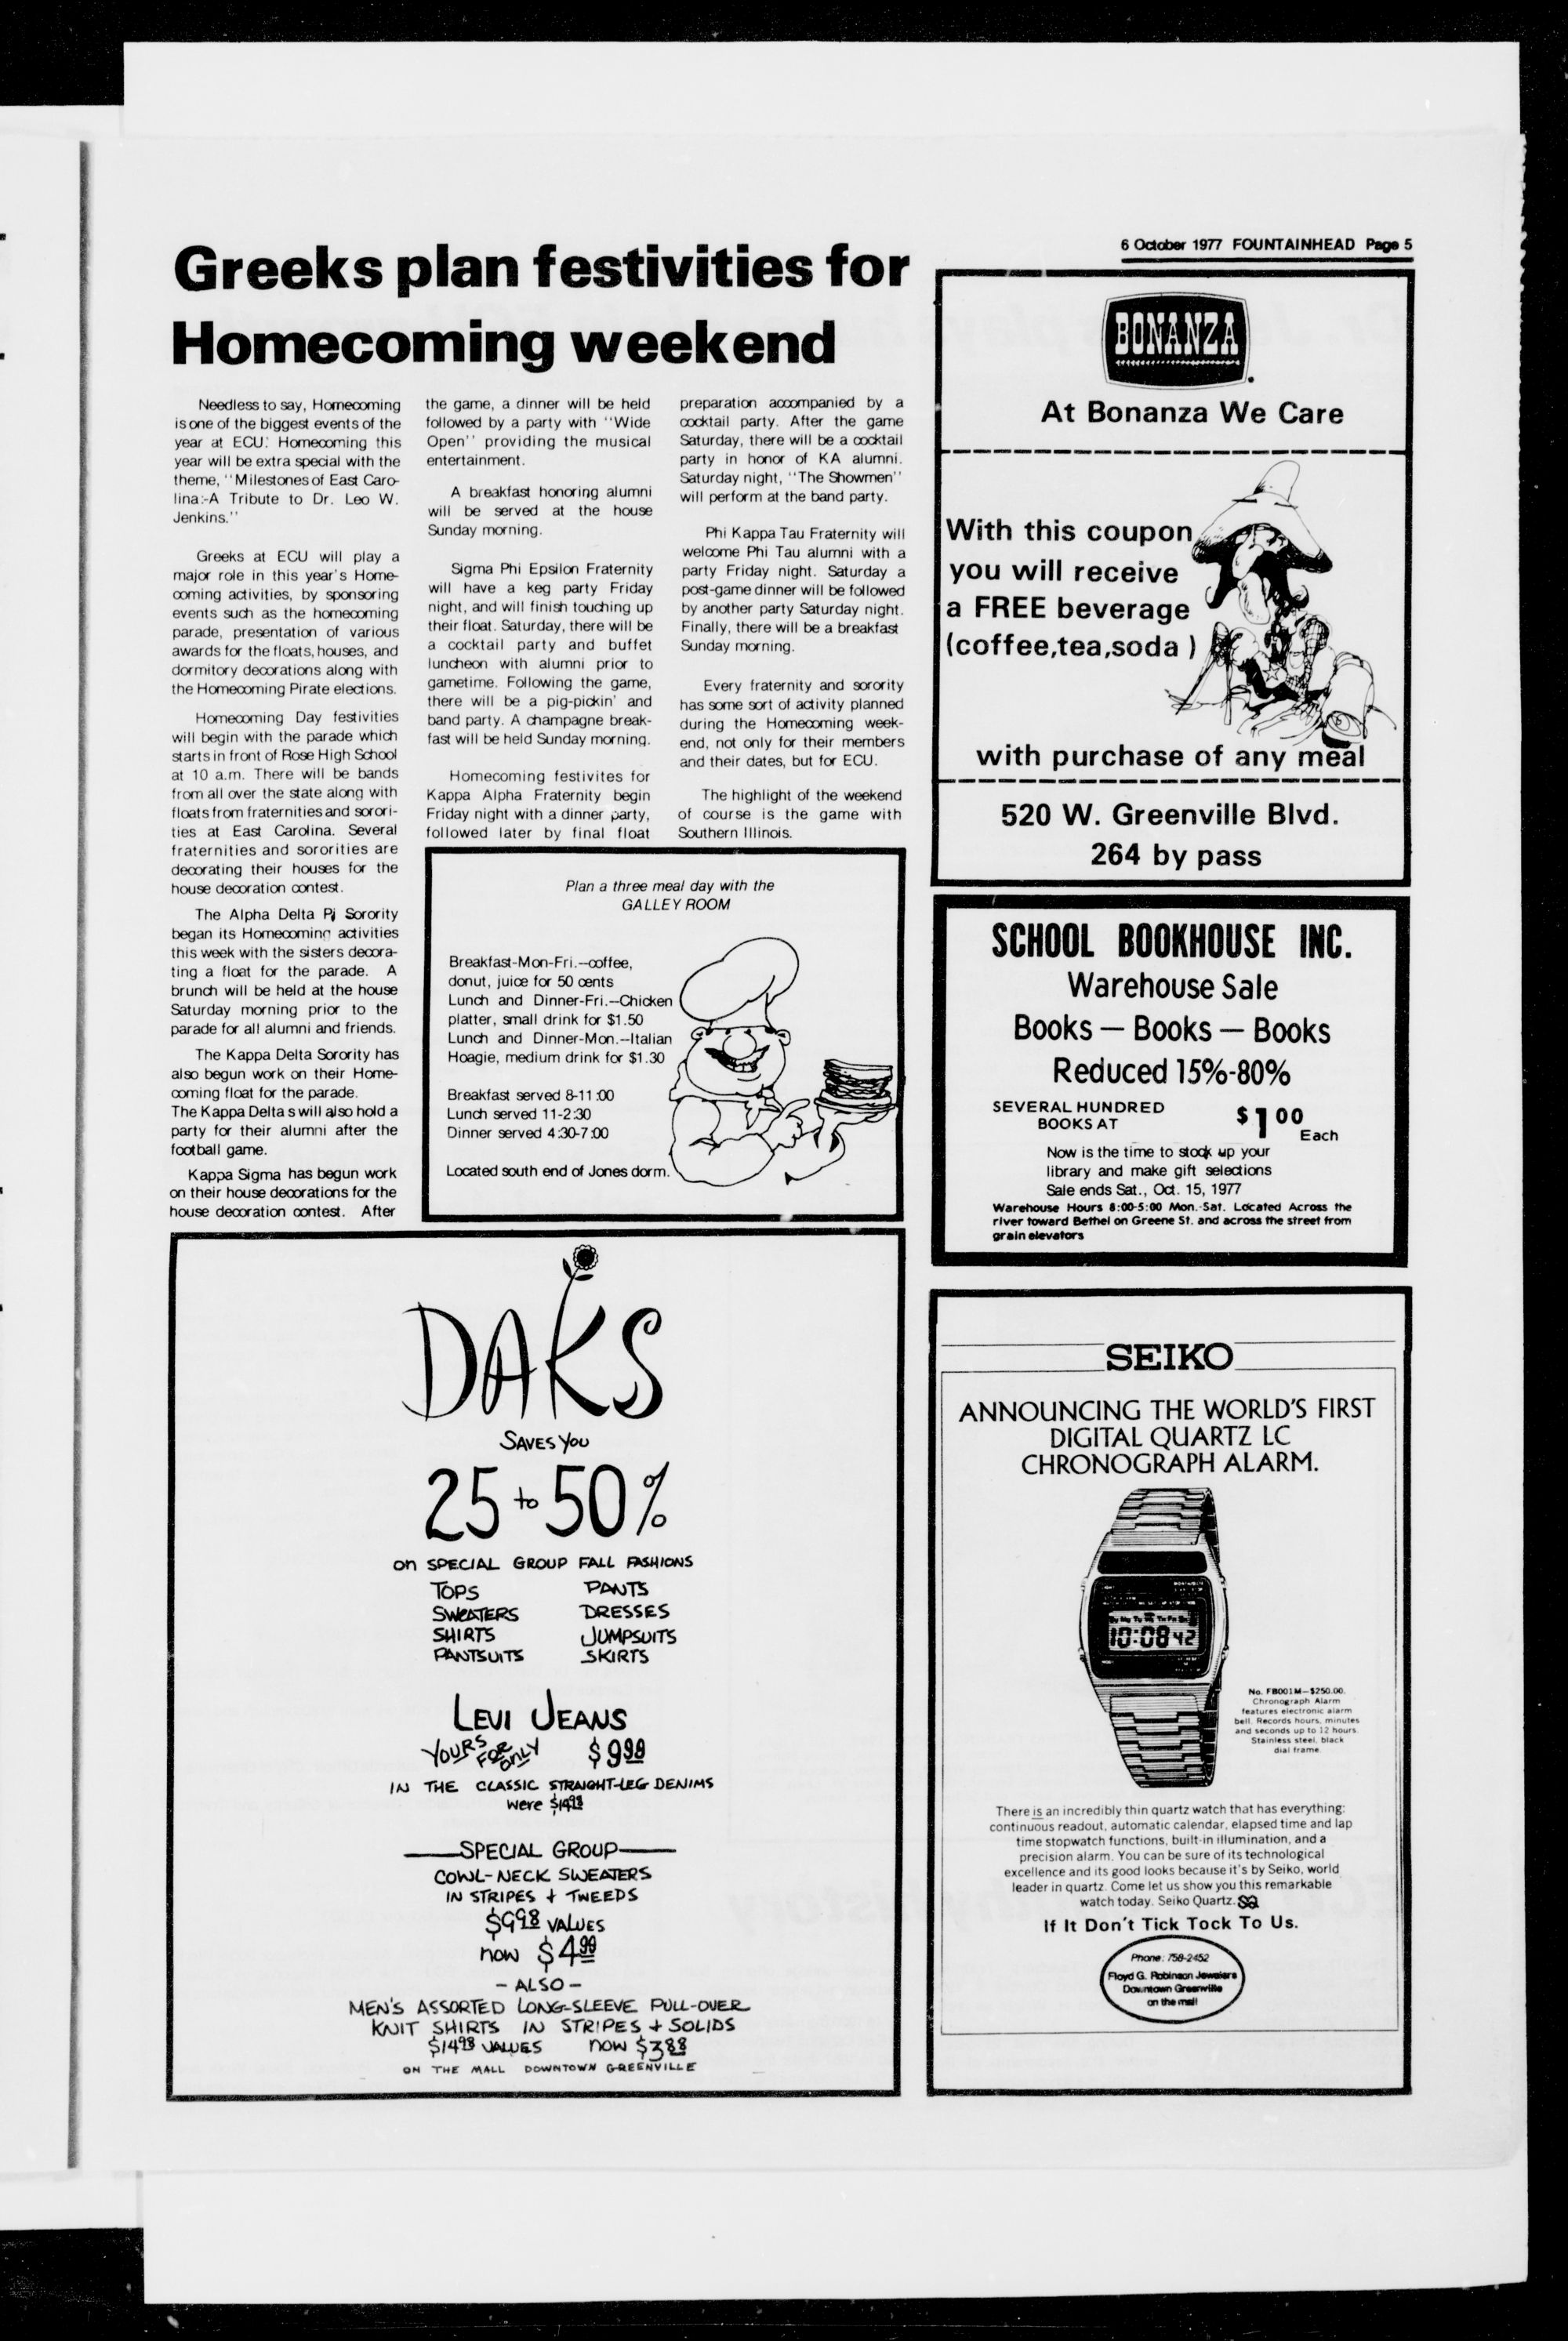 6 October 1977 FOUNTAINHEAD Page 5
Greeks plan festivities for
Homecoming weekend
Needless to say, Homecoming
is one of the biggest events of the
year at ECU. Homecoming this
year will be extra special with the
theme, "Milestones of East Caro-
lina:-A Tribute to Dr. Leo W.
Jenkins."
Greeks at ECU will play a
major role in this year's Home-
coming activities, by sponsoring
events such as the homecoming
parade, presentation of various
awards for the floats, houses, and
dormitory decorations along with
the Homecoming Pirate elections.
Homecoming Day festivities
will begin with the parade which
starts in front of Rose High School
at 10 a.m. There will be bands
from all over the state along with
floats from fraternities and sorori-
ties at East Carolina. Several
fraternities and sororities are
decorating their houses for the
house decoration contest.
The Alpha Delta Pi Sorority
began its Homecoming activities
this week with the sisters decora-
ting a float for the parade. A
brunch will be held at the house
Saturday morning prior to the
parade for all alumni and friends.
The Kappa Delta Sorority has
also begun work on their Home-
coming float for the parade.
The Kappa Deltas will also hold a
party for their alumni after the
football game.
Kappa Sigma has begun work
on their house decorations for the
house decoration contest. After
the game, a dinner will be held
followed by a party with "Wide
Open" providing the musical
entertainment.
A breakfast honoring alumni
will be served at the house
Sunday morning.
Sigma Phi Epsilon Fraternity
will have a keg party Friday
night, and will finish touching up
their float. Saturday, there will be
a cocktail party and buffet
luncheon with alumni prior to
gametime. Following the game,
there will be a pig-pickin' and
band party. A champagne break-
fast will be held Sunday morning.
Homecoming festivites for
Kappa Alpha Fraternity begin
Friday night with a dinner party,
followed later by final float
preparation accompanied by a
cocktail party. After the game
Saturday, there will be a cocktail
party in honor of KA alumni.
Saturday night, "The Showmen"
will perform at the band party.
Phi Kappa Tau Fraternity will
welcome Phi Tau alumni with a
party Friday night. Saturday a
post-game dinner will be followed
by another party Saturday night.
Finally, there will be a breakfast
Sunday morning.
Every fraternity and sorority
has some sort of activity planned
during the Homecoming week-
end, not only for their members
and their dates, but for ECU.
The highlight of the weekend
of course is the game with
Southern Illinois.
Plan a three meal day with the
GALLEY ROOM
Breakfast-Mon-Fri.--coffee,
donut, juice for 50 cents
Lunch and Dinner-Fri.--Chicken
platter, small drink for $1.50
Lunch and Dinner-Mon.--Italian
Hoagie, medium drink for $1.30
Breakfast served 8-11:00
Lunch served 11-2:30
Dinner served 4:30-7:00
Located south end of Jones dorm.
DAKS
SAVES YOU
25 to 50%
on SPECIAL GROUP FALL FASHIONS
TOPS PANTS
SWEATERS DRESSES
SHIRTS JUMPSUITS
PANTSUITS SKIRTS
LEVI JEANS
YOURS FOR ONLY $9.99
IN THE CLASSIC STRAIGHT-LEG DENIMS
were $14.98
SPECIAL GROUP
COWL-NECK SWEATERS
IN STRIPES + TWEEDS
$9.98 VALUES
now $4.99
- ALSO -
MEN'S ASSORTED LONG-SLEEVE PULL-OVER
KNIT SHIRTS IN STRIPES + SOLIDS
$14.98 VALUES now $3.88
ON THE MALL DOWNTOWN GREENVILLE
BONANZA
At Bonanza We Care
With this coupon
you will receive
a FREE beverage
(coffee,tea,soda )
with purchase of any meal
520 W. Greenville Blvd.
264 by pass
SCHOOL BOOKHOUSE INC.
Warehouse Sale
Books — Books — Books
Reduced 15%-80%
SEVERAL HUNDRED
BOOKS AT
$1.00
Each
Now is the time to stock up your
library and make gift selections
Sale ends Sat., Oct. 15, 1977
Warehouse Hours 8:00-5:00 Mon.-Sat. Located Across the
river toward Bethel on Greene St. and across the street from
grain elevators
SEIKO
ANNOUNCING THE WORLD'S FIRST
DIGITAL QUARTZ LC
CHRONOGRAPH ALARM.
Su Mo Tu We Th Fr Sa
10:08 42
No. FB001M—$250.00.
Chronograph Alarm
features electronic alarm
bell. Records hours, minutes
and seconds up to 12 hours.
Stainless steel, black
dial frame.
There is an incredibly thin quartz watch that has everything:
continuous readout, automatic calendar, elapsed time and lap
time stopwatch functions, built-in illumination, and a
precision alarm. You can be sure of its technological
excellence and its good looks because it's by Seiko, world
leader in quartz. Come let us show you this remarkable
watch today. Seiko Quartz.
If It Don't Tick Tock To Us.
Phone: 758-2452
Floyd G. Robinson Jewelers
Downtown Greenville
on the mall